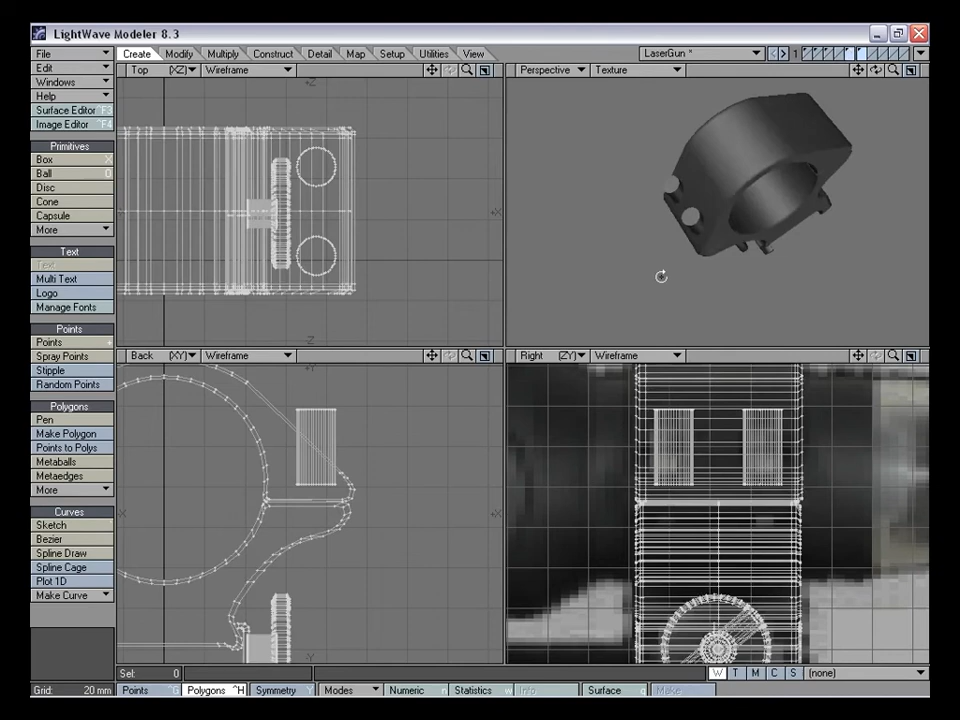 LightWave Modeler 8.3
File Create Modify Multiply Construct Detail Map Setup Utilities View LaserGun * 1
Edit Top (XZ) Wireframe Perspective Texture
Windows
Help
Surface Editor F3
Image Editor F4
Primitives
Box X
Ball O
Disc
Cone
Capsule
More
Text
Text
Multi Text
Logo
Manage Fonts
Points
Points +
Back (XY) Wireframe Right (ZY) Wireframe
Spray Points
Stipple
Random Points
Polygons
Pen
Make Polygon
Points to Polys
Metaballs
Metaedges
More
Curves
Sketch
Bezier
Spline Draw
Spline Cage
Plot 1D
Make Curve
Sel: 0 W T M C S (none)
Grid: 20 mm Points ^G Polygons ^H Symmetry Y Modes Numeric n Statistics w Info i Surface q Make